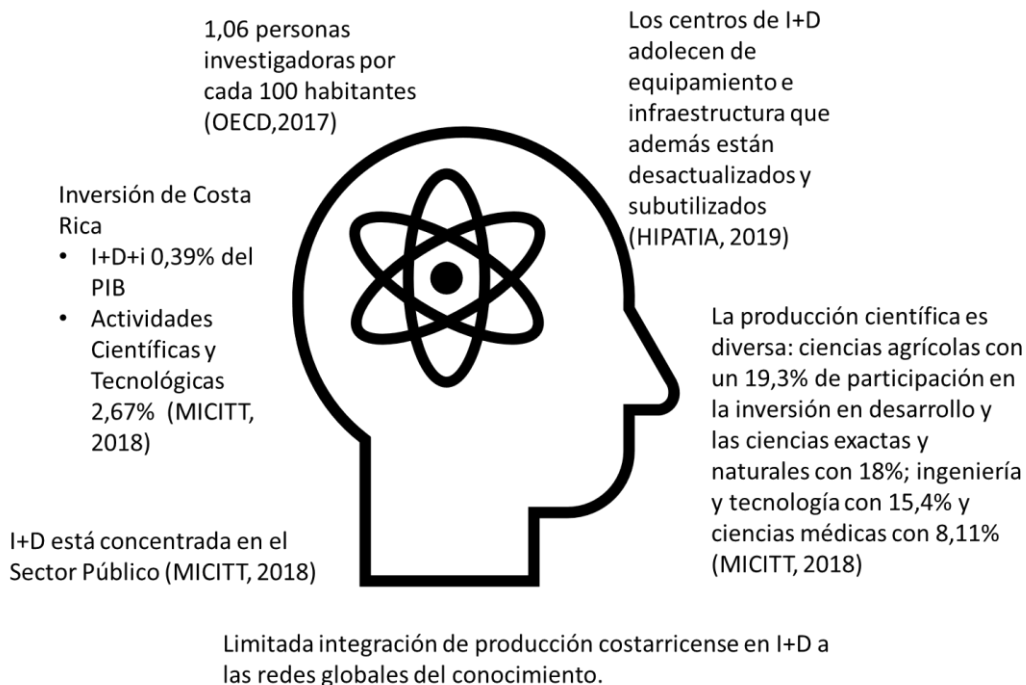 1,06 personas
investigadoras por
cada 100 habitantes
(OECD,2017)
Los centros de I+D
adolecen de
equipamiento e
infraestructura que
además están
desactualizados y
subutilizados
(HIPATIA, 2019)
Inversión de Costa
Rica
• I+D+i 0,39% del
PIB
• Actividades
Científicas y
Tecnológicas
2,67% (MICITT,
2018)
La producción científica es
diversa: ciencias agrícolas con
un 19,3% de participación en
la inversión en desarrollo y
las ciencias exactas y
naturales con 18%; ingeniería
y tecnología con 15,4% y
ciencias médicas con 8,11%
(MICITT, 2018)
I+D está concentrada en el
Sector Público (MICITT, 2018)
Limitada integración de producción costarricense en I+D a
las redes globales del conocimiento.